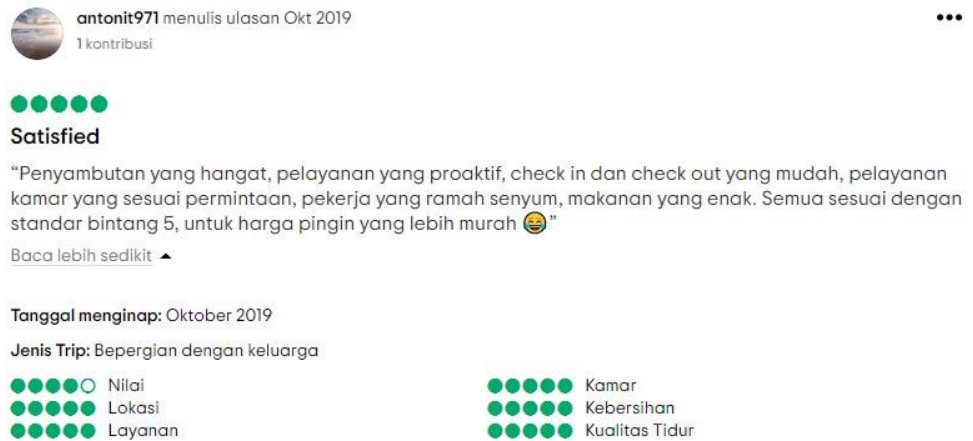 antonit971 menulis ulasan Okt 2019
1 kontribusi
Satisfied
“Penyambutan yang hangat, pelayanan yang proaktif, check in dan check out yang mudah, pelayanan
kamar yang sesuai permintaan, pekerja yang ramah senyum, makanan yang enak. Semua sesuai dengan
standar bintang 5, untuk harga pingin yang lebih murah 😂”
Baca lebih sedikit
Tanggal menginap: Oktober 2019
Jenis Trip: Bepergian dengan keluarga
Nilai
Kamar
Lokasi
Kebersihan
Layanan
Kualitas Tidur